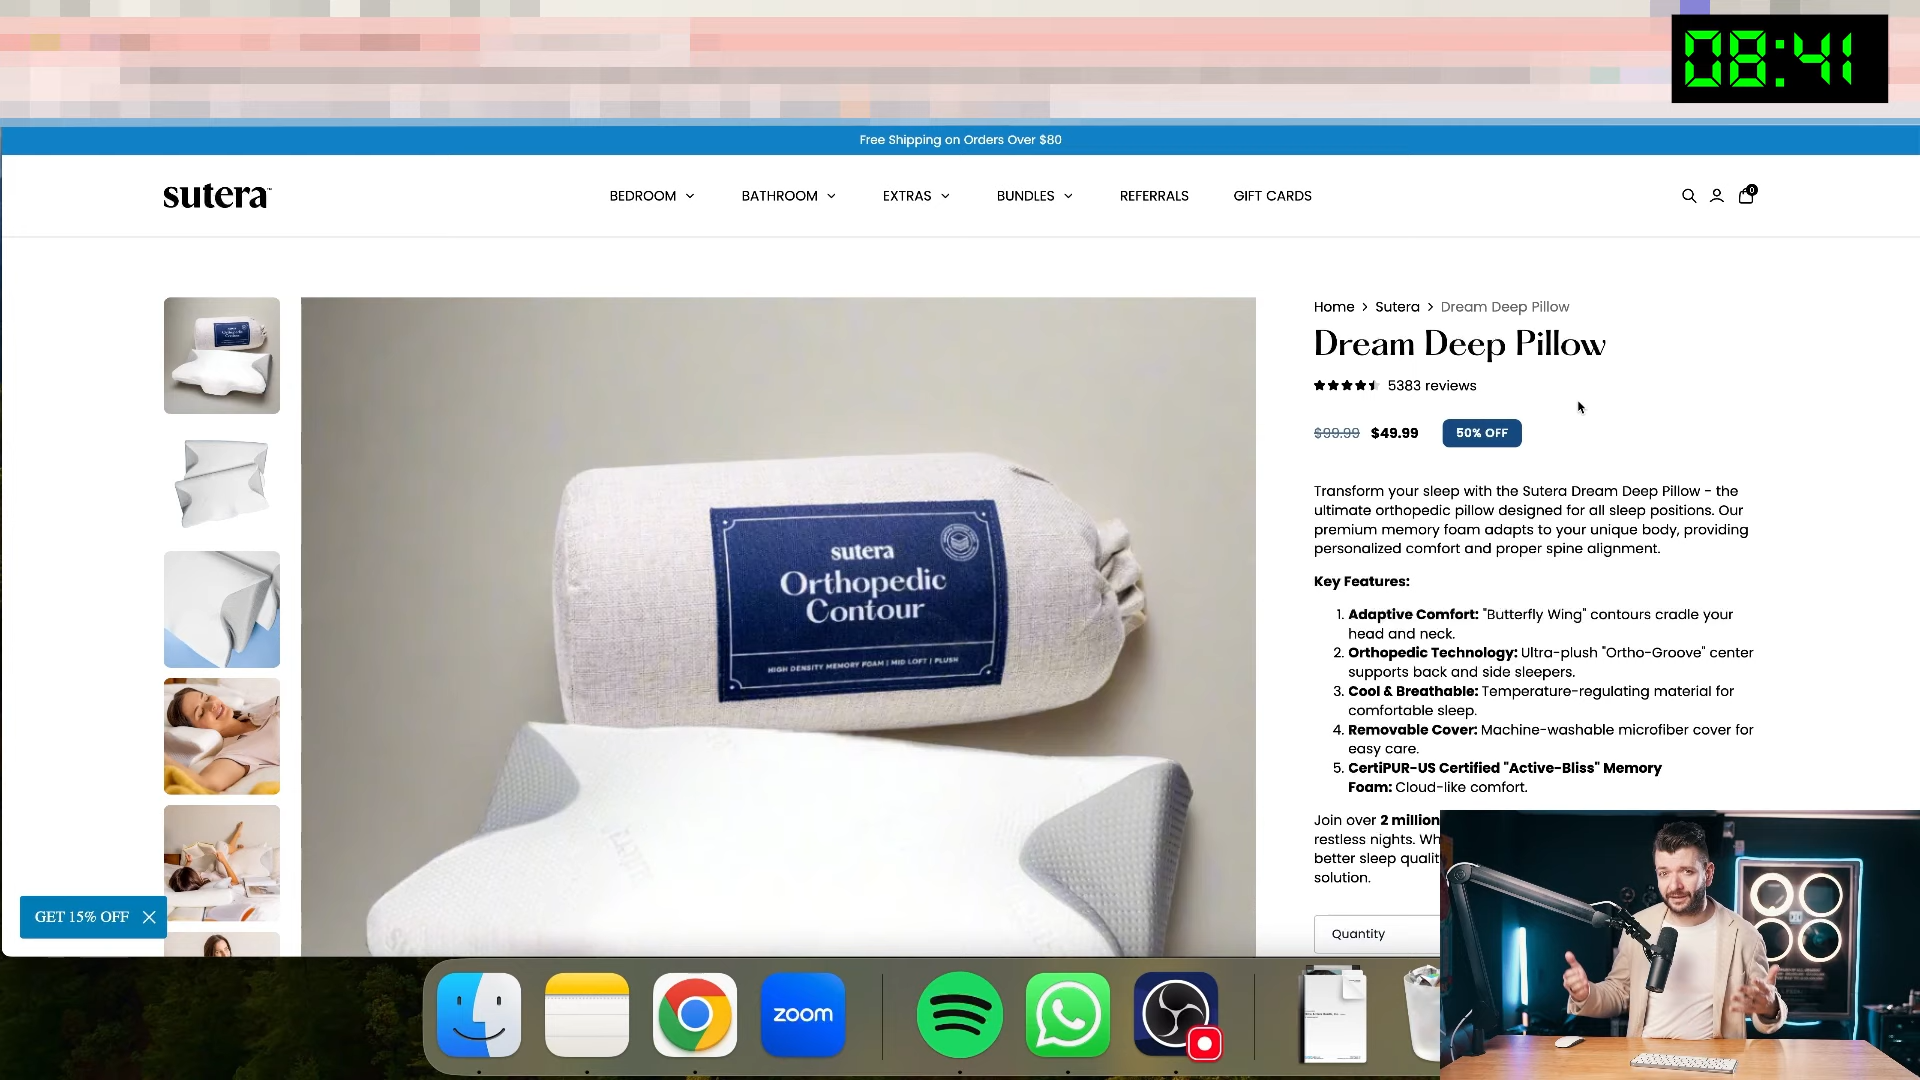 08:41
Free Shipping on Orders Over $80
sutera
BEDROOM
BATHROOM
EXTRAS
BUNDLES
REFERRALS
GIFT CARDS
0
Home > Sutera > Dream Deep Pillow
Dream Deep Pillow
5383 reviews
$99.99 $49.99 50% OFF
Transform your sleep with the Sutera Dream Deep Pillow - the
ultimate orthopedic pillow designed for all sleep positions. Our
premium memory foam adapts to your unique body, providing
personalized comfort and proper spine alignment.
Key Features:
1. Adaptive Comfort: "Butterfly Wing" contours cradle your
head and neck.
2. Orthopedic Technology: Ultra-plush "Ortho-Groove" center
supports back and side sleepers.
3. Cool & Breathable: Temperature-regulating material for
comfortable sleep.
4. Removable Cover: Machine-washable microfiber cover for
easy care.
5. CertiPUR-US Certified "Active-Bliss" Memory
Foam: Cloud-like comfort.
Join over 2 million
restless nights. Wh
better sleep qualit
solution.
Quantity
sutera
Orthopedic
Contour
HIGH DENSITY MEMORY FOAM | MID LOFT | PLUSH
GET 15% OFF
zoom